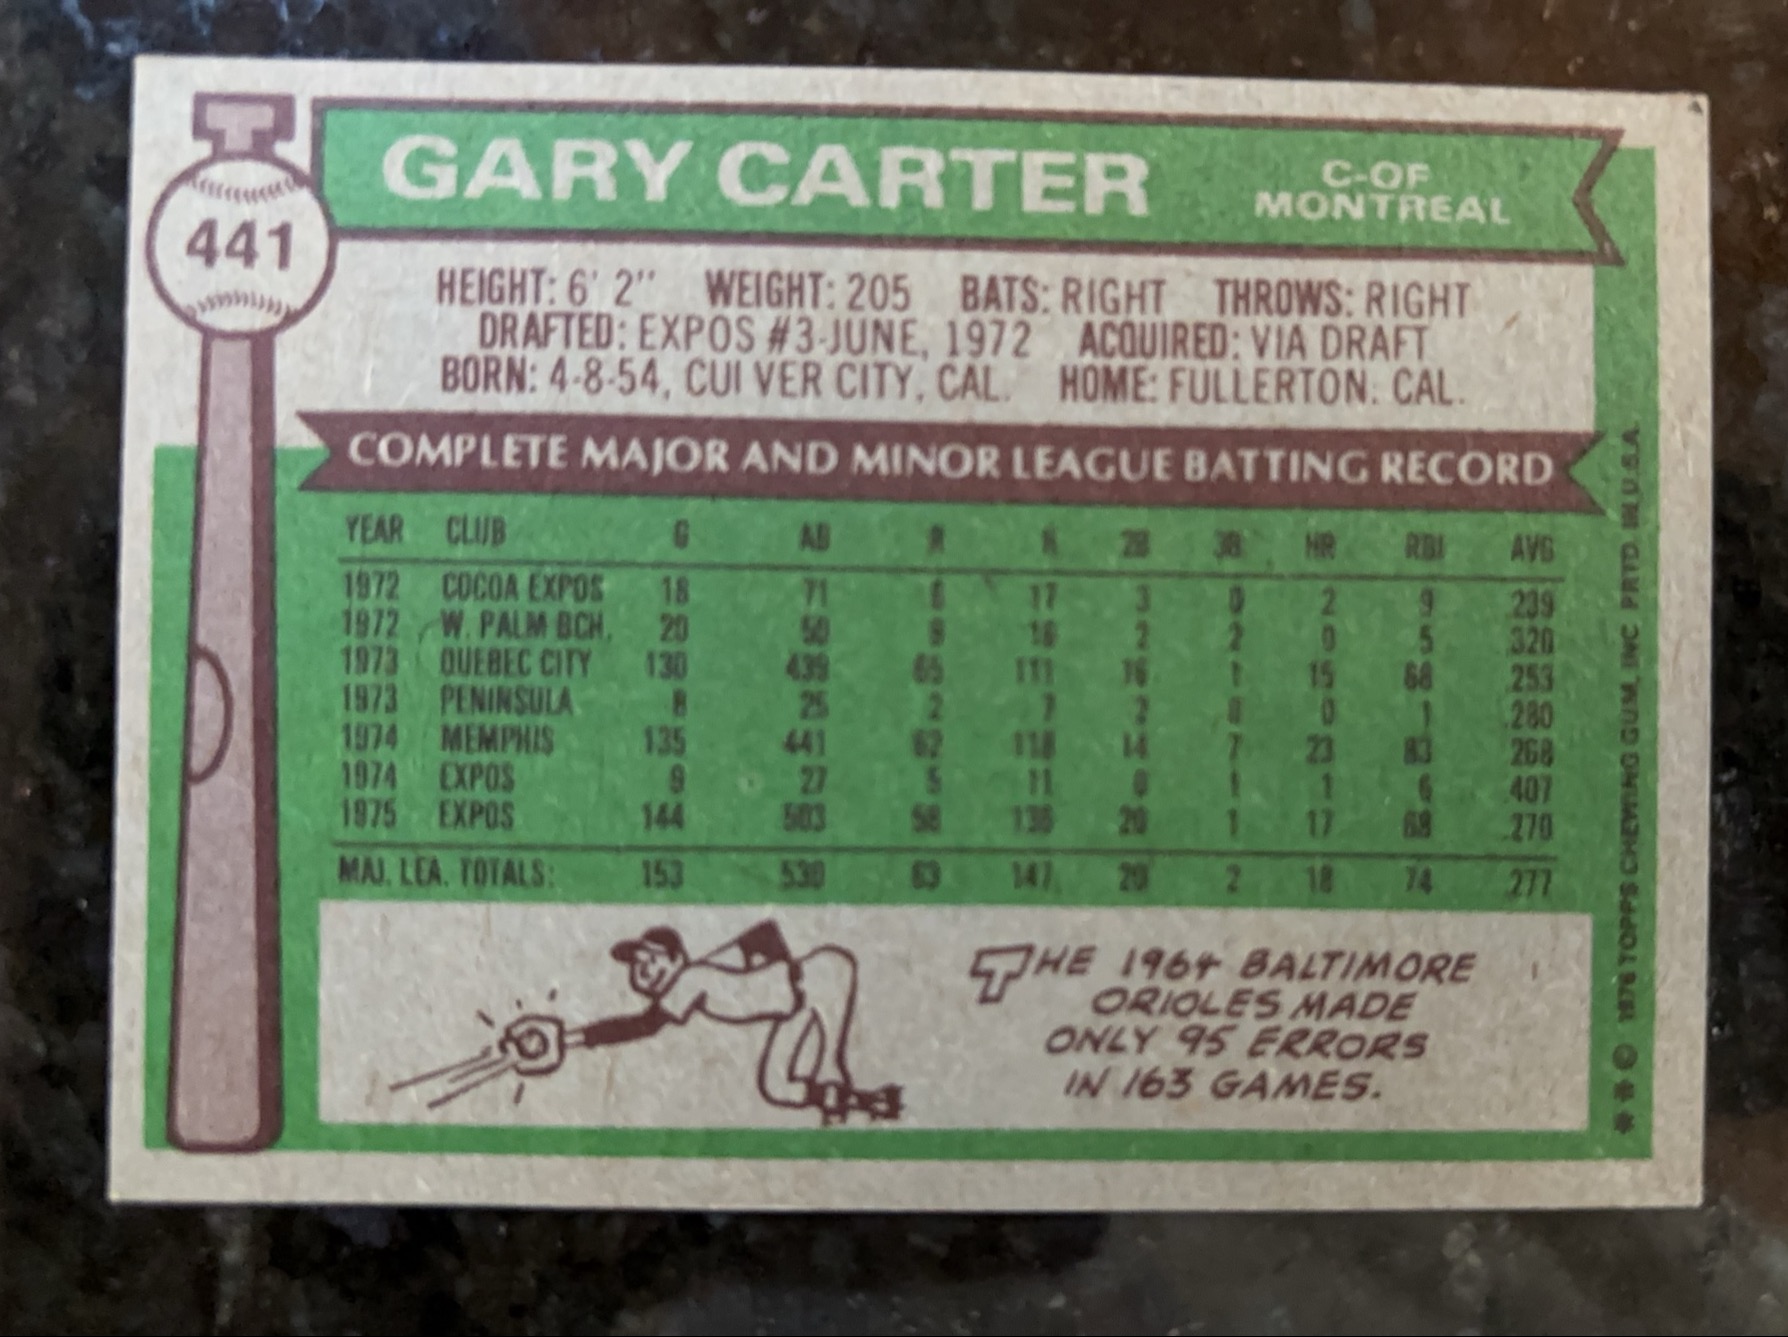 441
GARY CARTER
C-OF
MONTREAL
HEIGHT: 6' 2" WEIGHT: 205 BATS: RIGHT THROWS: RIGHT
DRAFTED: EXPOS #3-JUNE, 1972 ACQUIRED: VIA DRAFT
BORN: 4-8-54, CULVER CITY, CAL. HOME: FULLERTON, CAL.
COMPLETE MAJOR AND MINOR LEAGUE BATTING RECORD
YEAR CLUB G AB R H 2B 3B HR RBI AVG
1972 COCOA EXPOS 18 71 6 17 3 0 2 9 .239
1972 W. PALM BCH. 20 50 9 16 2 2 0 5 .320
1973 QUEBEC CITY 130 439 65 111 16 1 15 68 .253
1973 PENINSULA 8 25 2 7 2 0 0 1 .280
1974 MEMPHIS 135 441 62 118 14 7 23 83 .268
1974 EXPOS 9 27 5 11 0 1 1 6 .407
1975 EXPOS 144 503 58 136 20 1 17 68 .270
MAJ. LEA. TOTALS: 153 530 63 147 20 2 18 74 .277
THE 1964 BALTIMORE
ORIOLES MADE
ONLY 95 ERRORS
IN 163 GAMES.
** © 1976 TOPPS CHEWING GUM, INC. PRTD. IN U.S.A.